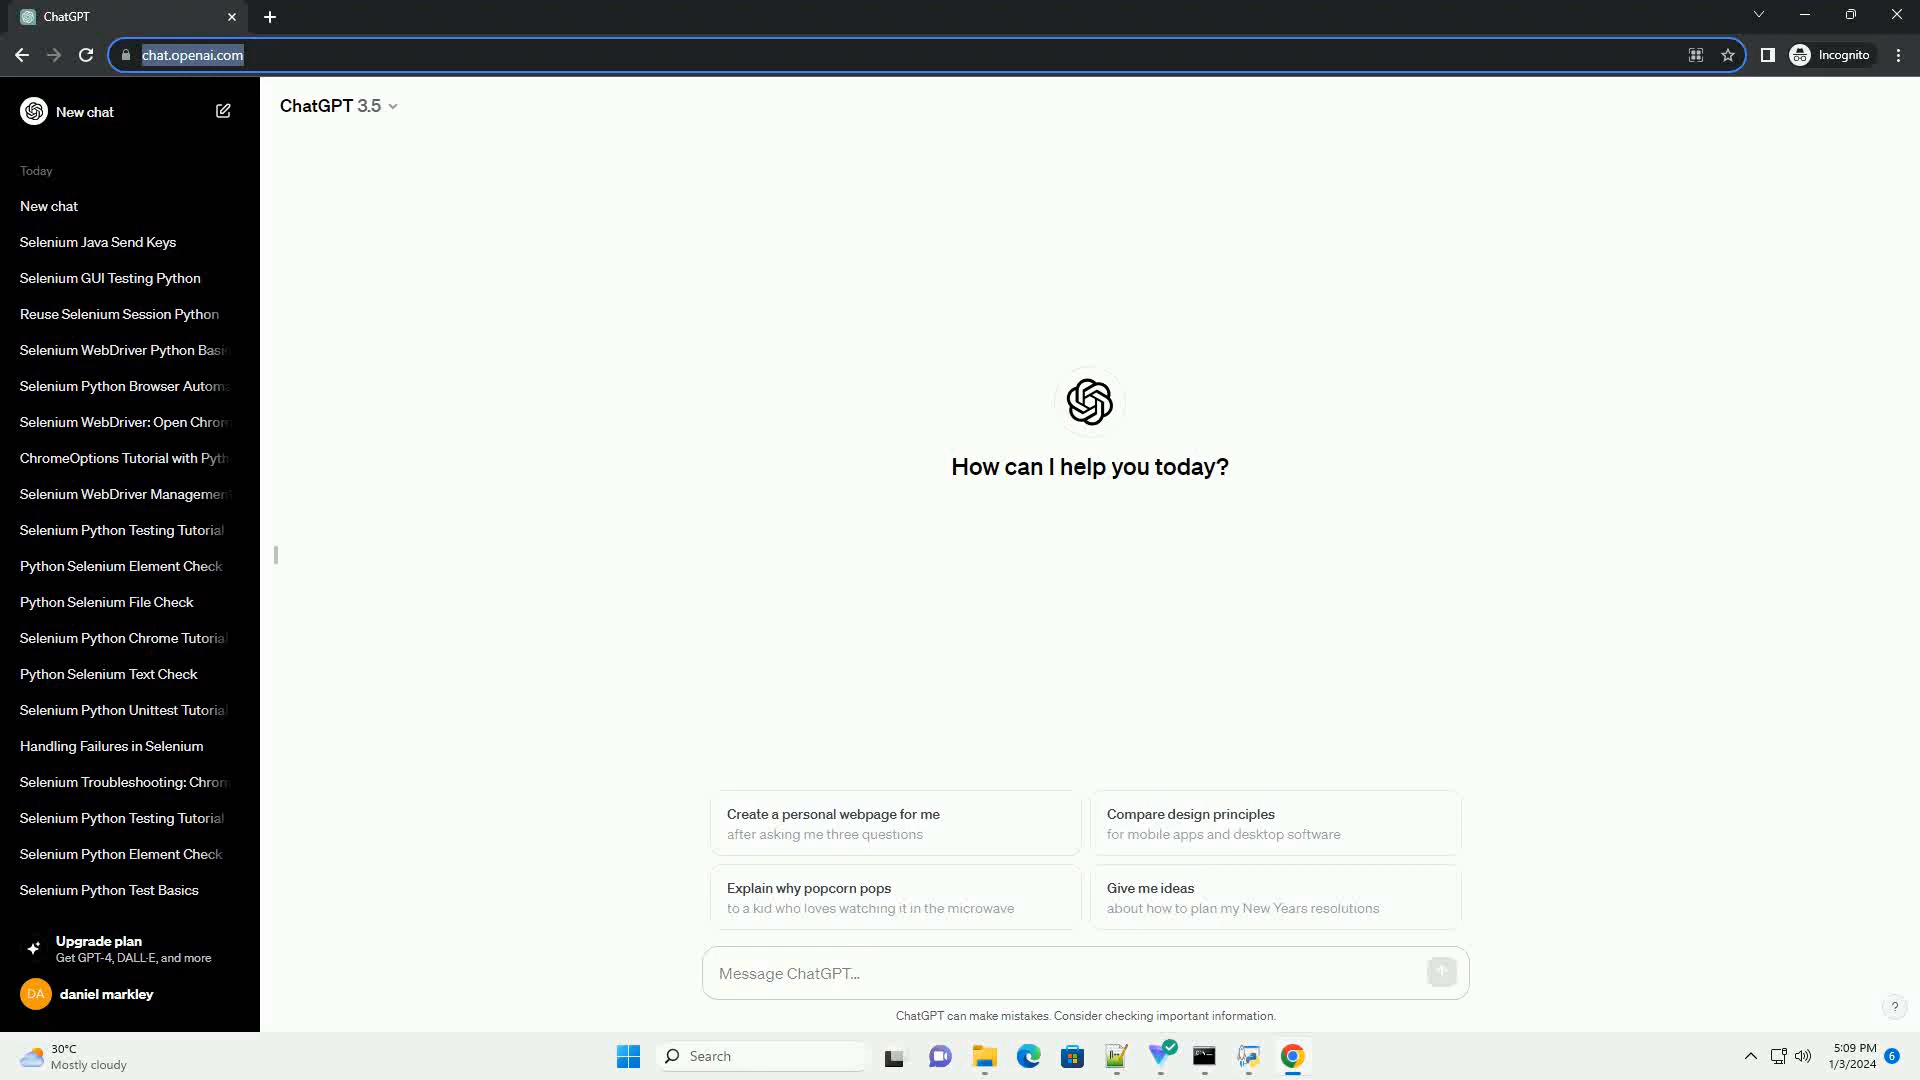 ChatGPT
chat.openai.com
Incognito
New chat
ChatGPT 3.5
Today
New chat
Selenium Java Send Keys
Selenium GUI Testing Python
Reuse Selenium Session Python
Selenium WebDriver Python Basi
Selenium Python Browser Automa
Selenium WebDriver: Open Chrom
ChromeOptions Tutorial with Pyth
Selenium WebDriver Management
Selenium Python Testing Tutorial
Python Selenium Element Check
Python Selenium File Check
Selenium Python Chrome Tutorial
Python Selenium Text Check
Selenium Python Unittest Tutorial
Handling Failures in Selenium
Selenium Troubleshooting: Chrom
Selenium Python Testing Tutorial
Selenium Python Element Check
Selenium Python Test Basics
Upgrade plan
Get GPT-4, DALL·E, and more
DA daniel markley
How can I help you today?
Create a personal webpage for me
after asking me three questions
Compare design principles
for mobile apps and desktop software
Explain why popcorn pops
to a kid who loves watching it in the microwave
Give me ideas
about how to plan my New Years resolutions
Message ChatGPT...
ChatGPT can make mistakes. Consider checking important information.
?
30°C
Mostly cloudy
Search
5:09 PM
1/3/2024
6